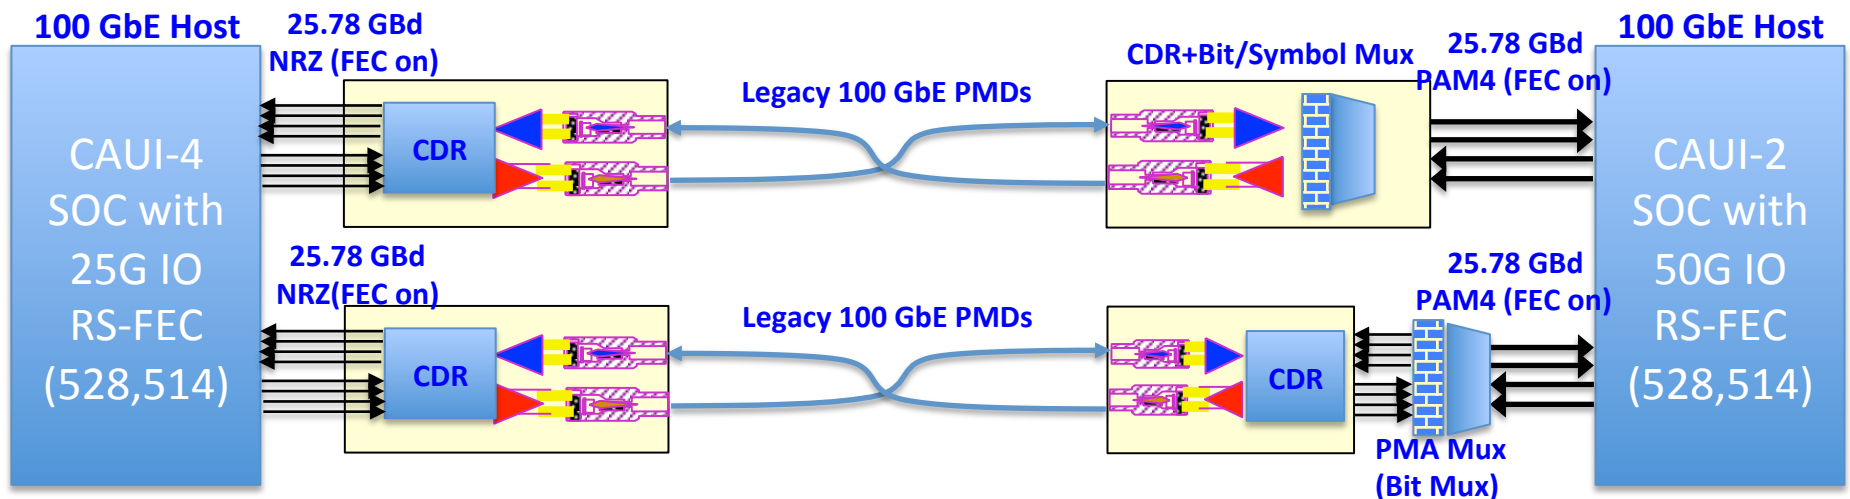 100 GbE Host
25.78 GBd
NRZ (FEC on)
CAUI-4
SOC with
25G IO
RS-FEC
(528,514)
CDR
Legacy 100 GbE PMDs
CDR+Bit/Symbol Mux
25.78 GBd
PAM4 (FEC on)
100 GbE Host
CAUI-2
SOC with
50G IO
RS-FEC
(528,514)
25.78 GBd
NRZ(FEC on)
CDR
Legacy 100 GbE PMDs
CDR
25.78 GBd
PAM4 (FEC on)
PMA Mux
(Bit Mux)